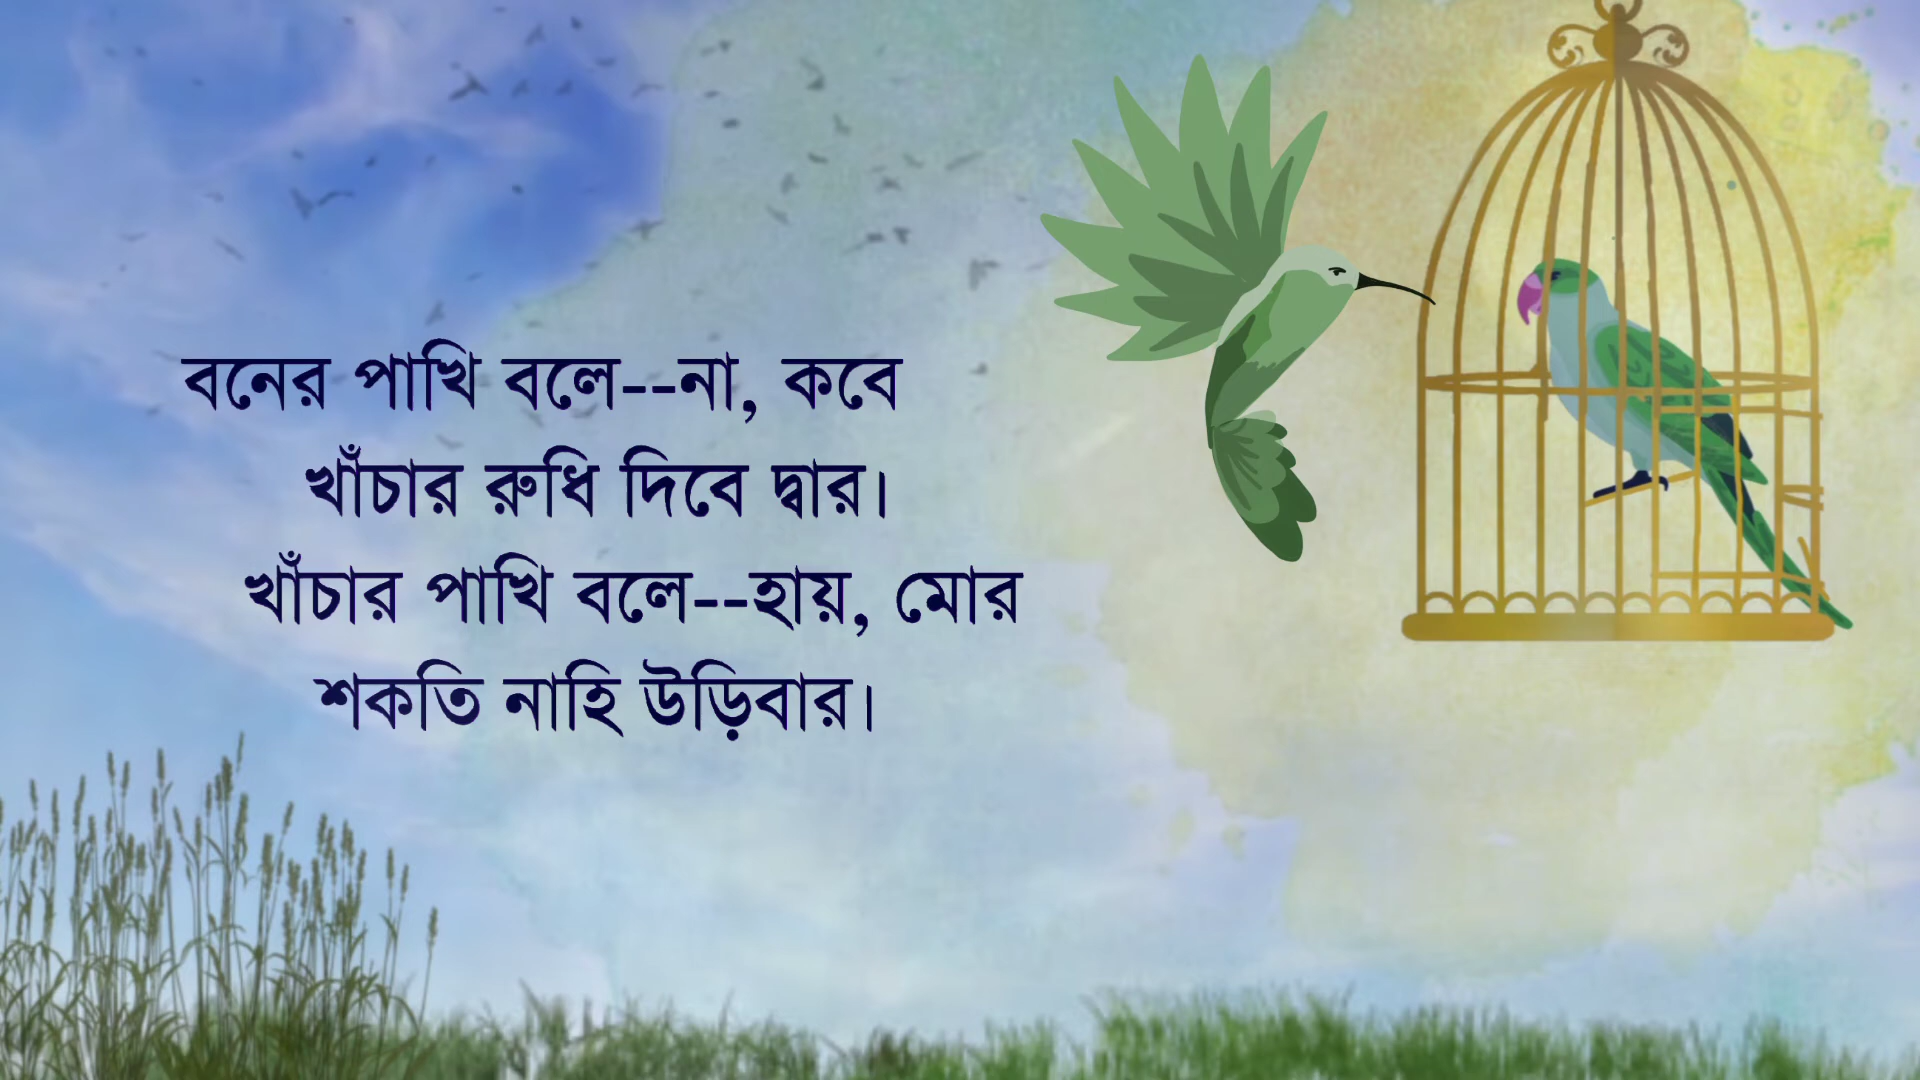 বনের পাখি বলে--না, কবে
খাঁচার রুধি দিবে দ্বার।
খাঁচার পাখি বলে--হায়, মোর
শকতি নাহি উড়িবার।